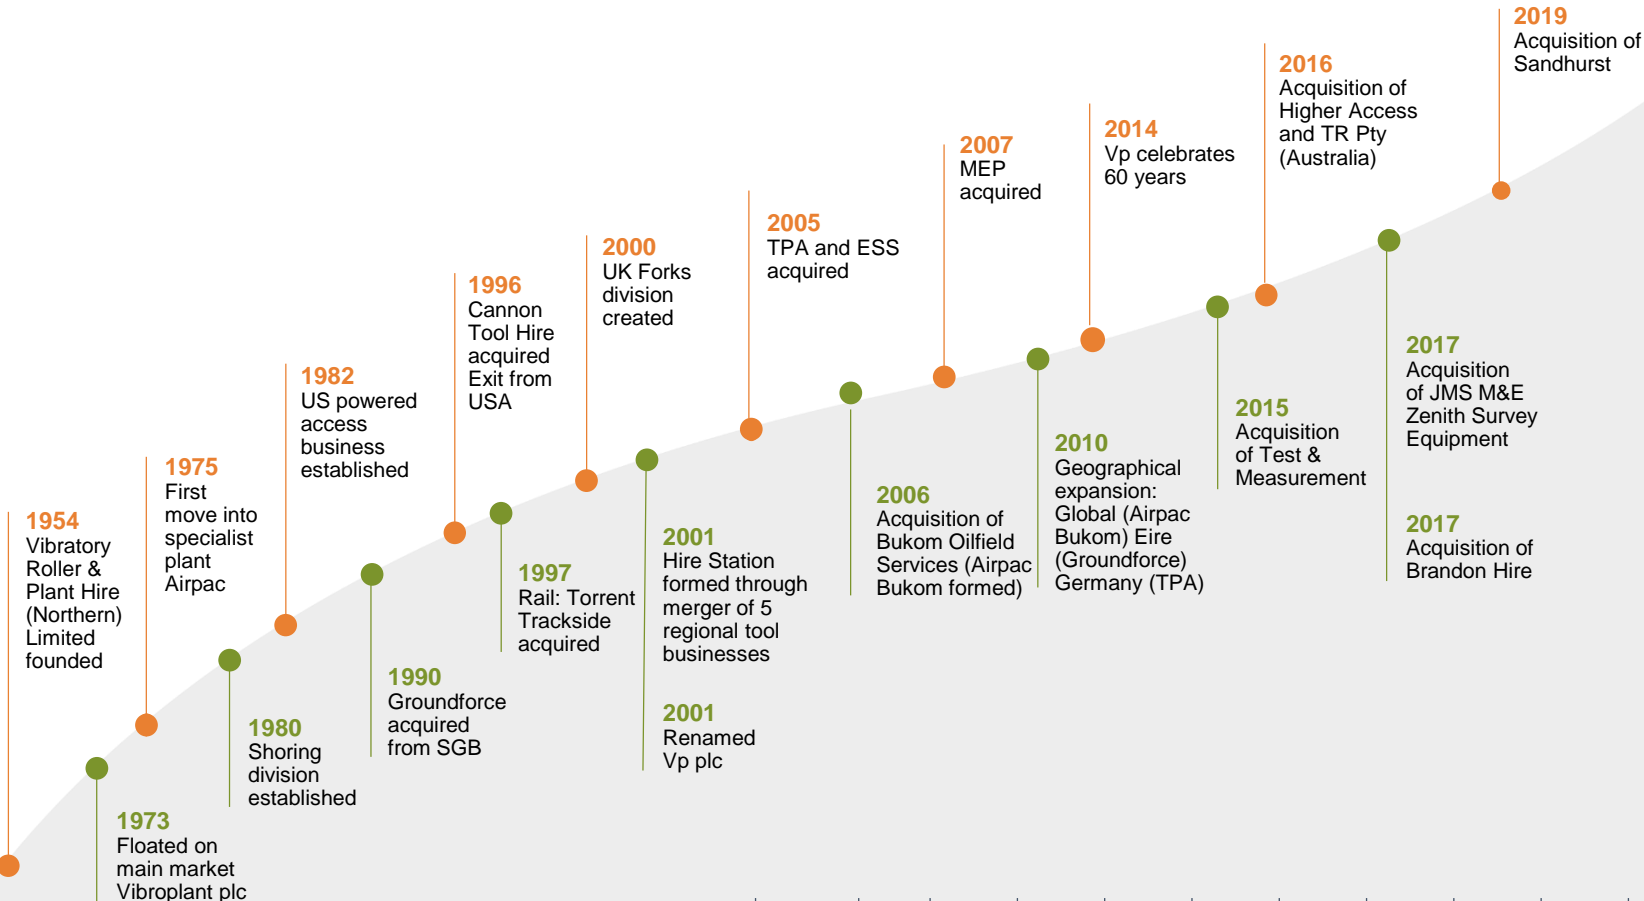 1954
Vibratory
Roller &
Plant Hire
(Northern)
Limited
founded
1973
Floated on
main market
Vibroplant plc
1975
First
move into
specialist
plant
Airpac
1980
Shoring
division
established
1982
US powered
access
business
established
1990
Groundforce
acquired
from SGB
1996
Cannon
Tool Hire
acquired
Exit from
USA
1997
Rail: Torrent
Trackside
acquired
2000
UK Forks
division
created
2001
Hire Station
formed through
merger of 5
regional tool
businesses
2001
Renamed
Vp plc
2005
TPA and ESS
acquired
2006
Acquisition of
Bukom Oilfield
Services (Airpac
Bukom formed)
2007
MEP
acquired
2010
Geographical
expansion:
Global (Airpac
Bukom) Eire
(Groundforce)
Germany (TPA)
2014
Vp celebrates
60 years
2015
Acquisition
of Test &
Measurement
2016
Acquisition of
Higher Access
and TR Pty
(Australia)
2017
Acquisition
of JMS M&E
Zenith Survey
Equipment
2017
Acquisition of
Brandon Hire
2019
Acquisition of
Sandhurst